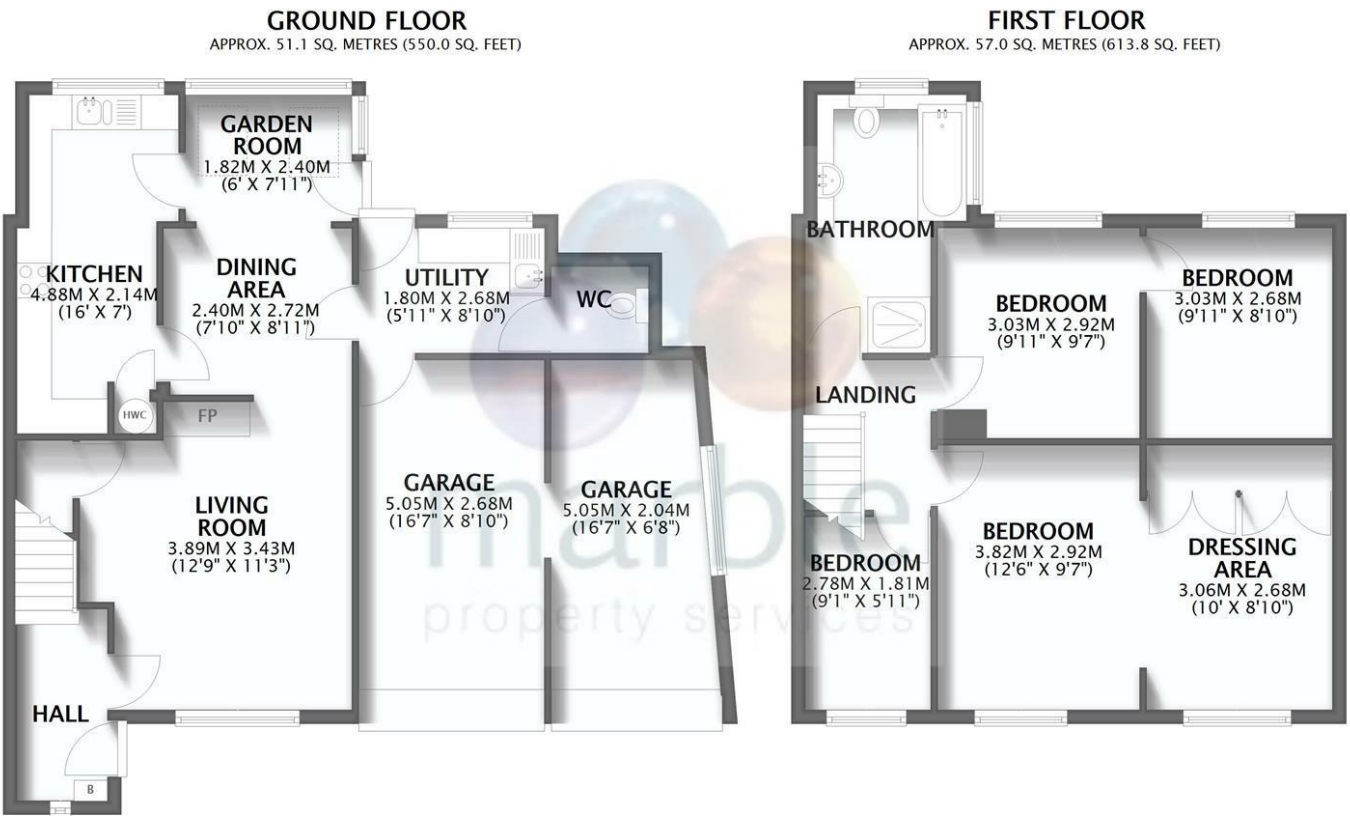 GROUND FLOOR
APPROX. 51.1 SQ. METRES (550.0 SQ. FEET)
GARDEN
ROOM
1.82M X 2.40M
(6' X 7'11")
KITCHEN
4.88M X 2.14M
(16' X 7')
DINING
AREA
2.40M X 2.72M
(7'10" X 8'11")
UTILITY
1.80M X 2.68M
(5'11" X 8'10")
WC
HWC
FP
LIVING
ROOM
3.89M X 3.43M
(12'9" X 11'3")
GARAGE
5.05M X 2.68M
(16'7" X 8'10")
GARAGE
5.05M X 2.04M
(16'7" X 6'8")
HALL
B
FIRST FLOOR
APPROX. 57.0 SQ. METRES (613.8 SQ. FEET)
BATHROOM
BEDROOM
3.03M X 2.92M
(9'11" X 9'7")
BEDROOM
3.03M X 2.68M
(9'11" X 8'10")
LANDING
BEDROOM
2.78M X 1.81M
(9'1" X 5'11")
BEDROOM
3.82M X 2.92M
(12'6" X 9'7")
DRESSING
AREA
3.06M X 2.68M
(10' X 8'10")
marble
property services